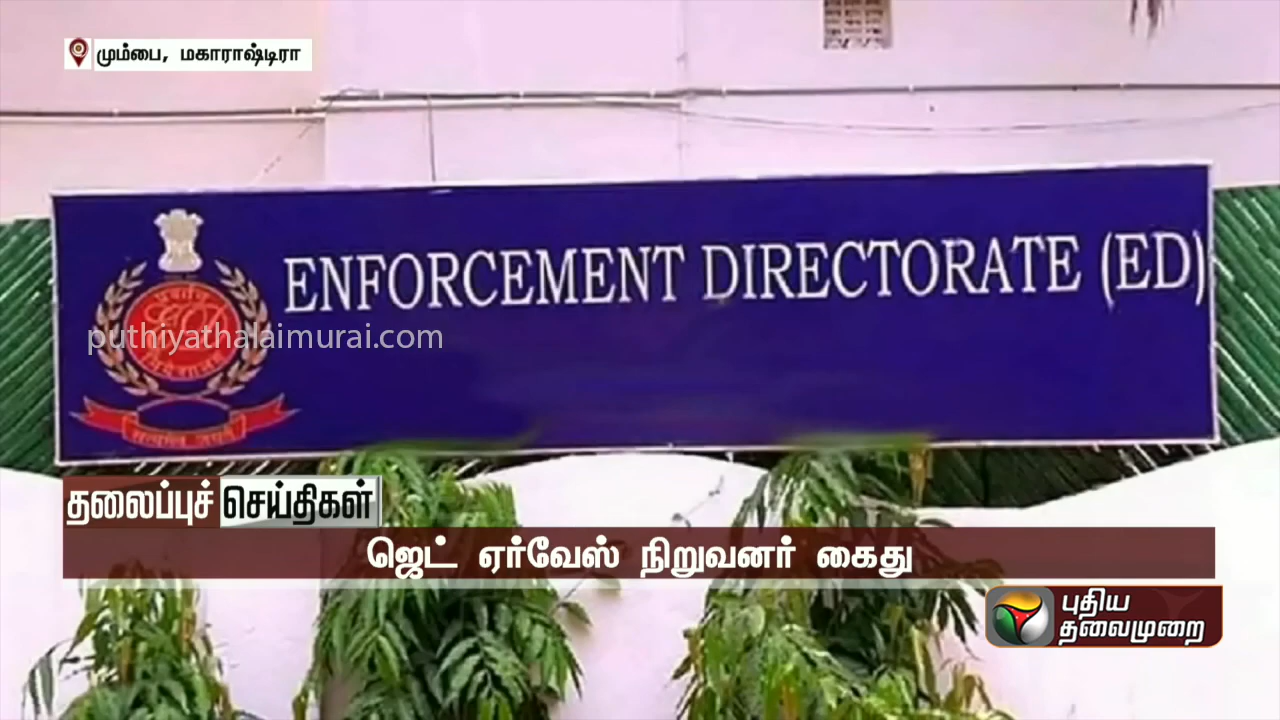 மும்பை, மகாராஷ்டிரா
ENFORCEMENT DIRECTORATE (ED)
puthiyathalaimurai.com
தலைப்புச் செய்திகள்
ஜெட் ஏர்வேஸ் நிறுவனர் கைது
புதிய
தலைமுறை